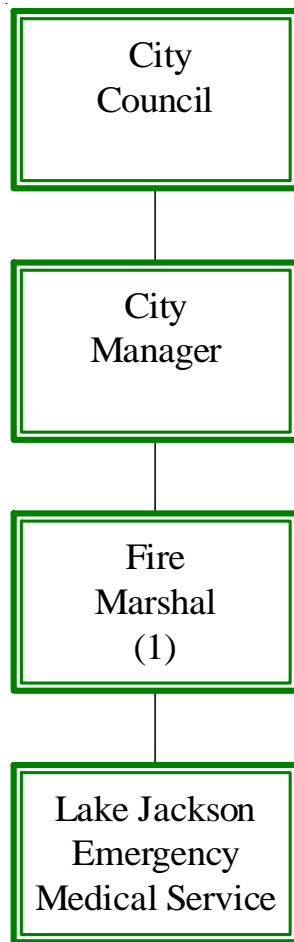 City
Council
City
Manager
Fire
Marshal
(1)
Lake Jackson
Emergency
Medical Service